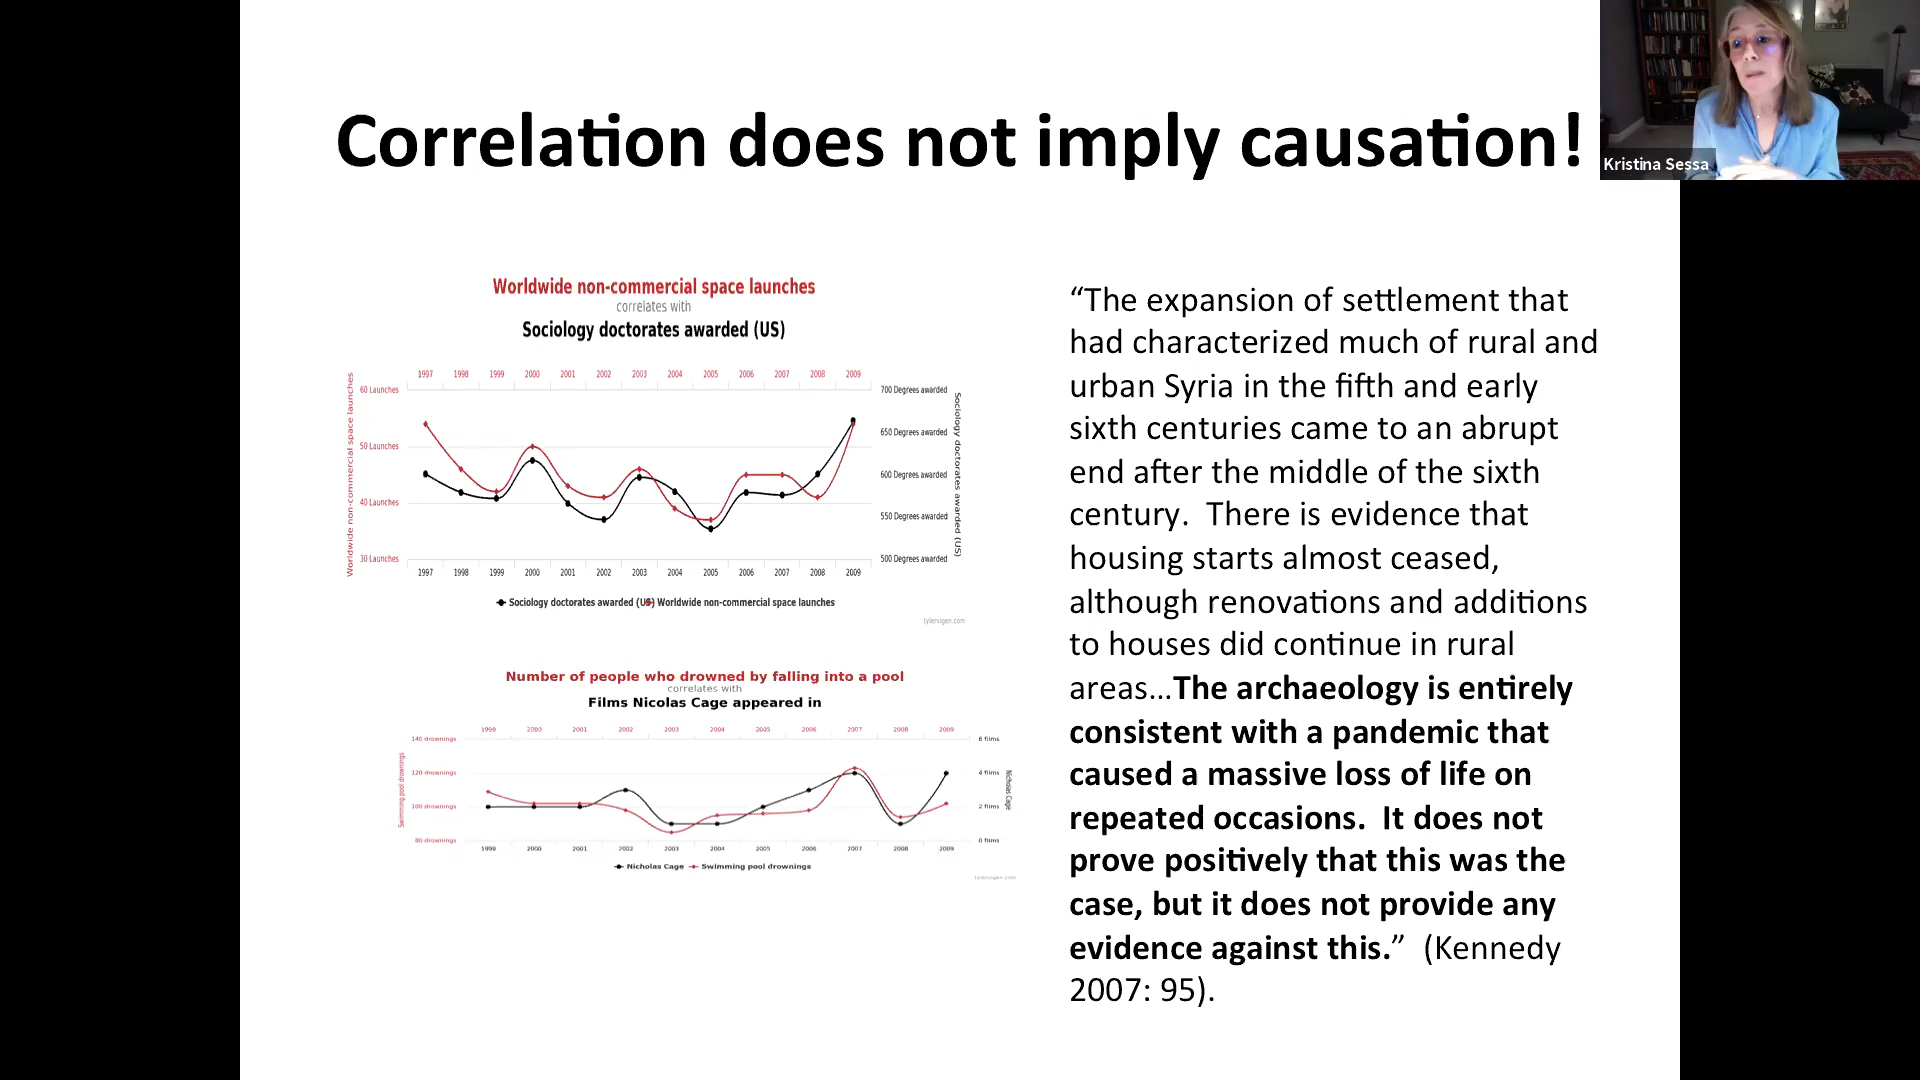 Correlation does not imply causation!
Kristina Sessa
Worldwide non-commercial space launches
correlates with
Sociology doctorates awarded (US)
1997 1998 1999 2000 2001 2002 2003 2004 2005 2006 2007 2008 2009
60 Launches
50 Launches
40 Launches
30 Launches
Worldwide non-commercial space launches
700 Degrees awarded
650 Degrees awarded
600 Degrees awarded
550 Degrees awarded
500 Degrees awarded
Sociology doctorates awarded (US)
1997 1998 1999 2000 2001 2002 2003 2004 2005 2006 2007 2008 2009
Sociology doctorates awarded (US) Worldwide non-commercial space launches
tylervigen.com
Number of people who drowned by falling into a pool
correlates with
Films Nicolas Cage appeared in
1999 2000 2001 2002 2003 2004 2005 2006 2007 2008 2009
140 drownings
120 drownings
100 drownings
80 drownings
Swimming pool drownings
6 films
4 films
2 films
0 films
Nicholas Cage
1999 2000 2001 2002 2003 2004 2005 2006 2007 2008 2009
Nicholas Cage Swimming pool drownings
tylervigen.com
“The expansion of settlement that
had characterized much of rural and
urban Syria in the fifth and early
sixth centuries came to an abrupt
end after the middle of the sixth
century.  There is evidence that
housing starts almost ceased,
although renovations and additions
to houses did continue in rural
areas…The archaeology is entirely
consistent with a pandemic that
caused a massive loss of life on
repeated occasions.  It does not
prove positively that this was the
case, but it does not provide any
evidence against this.”  (Kennedy
2007: 95).